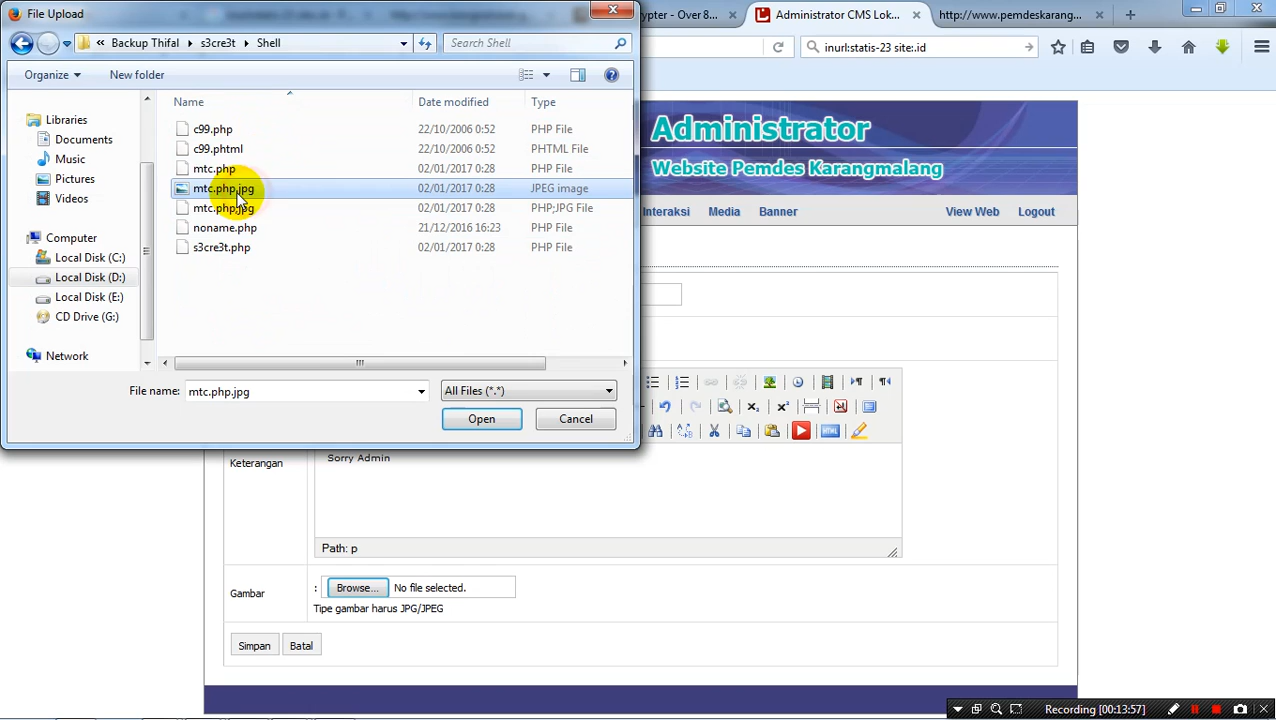 File Upload
Backup Thifal
s3cre3t
Shell
Search Shell
Organize
New folder
Name
Date modified
Type
c99.php
22/10/2006 0:52
PHP File
c99.phtml
22/10/2006 0:52
PHTML File
mtc.php
02/01/2017 0:28
PHP File
mtc.php.jpg
02/01/2017 0:28
JPEG image
mtc.php;jpg
02/01/2017 0:28
PHP;JPG File
noname.php
21/12/2016 16:23
PHP File
s3cre3t.php
02/01/2017 0:28
PHP File
Libraries
Documents
Music
Pictures
Videos
Computer
Local Disk (C:)
Local Disk (D:)
Local Disk (E:)
CD Drive (G:)
Network
File name:
mtc.php.jpg
All Files (*.*)
Open
Cancel
ypter - Over 8...
Administrator CMS Lok...
http://www.pemdeskarang...
inurl:statis-23 site:.id
Administrator
Website Pemdes Karangmalang
Interaksi
Media
Banner
View Web
Logout
HTML
Keterangan
Sorry Admin
Path: p
Gambar
:
Browse...
No file selected.
Tipe gambar harus JPG/JPEG
Simpan
Batal
Recording [00:13:57]